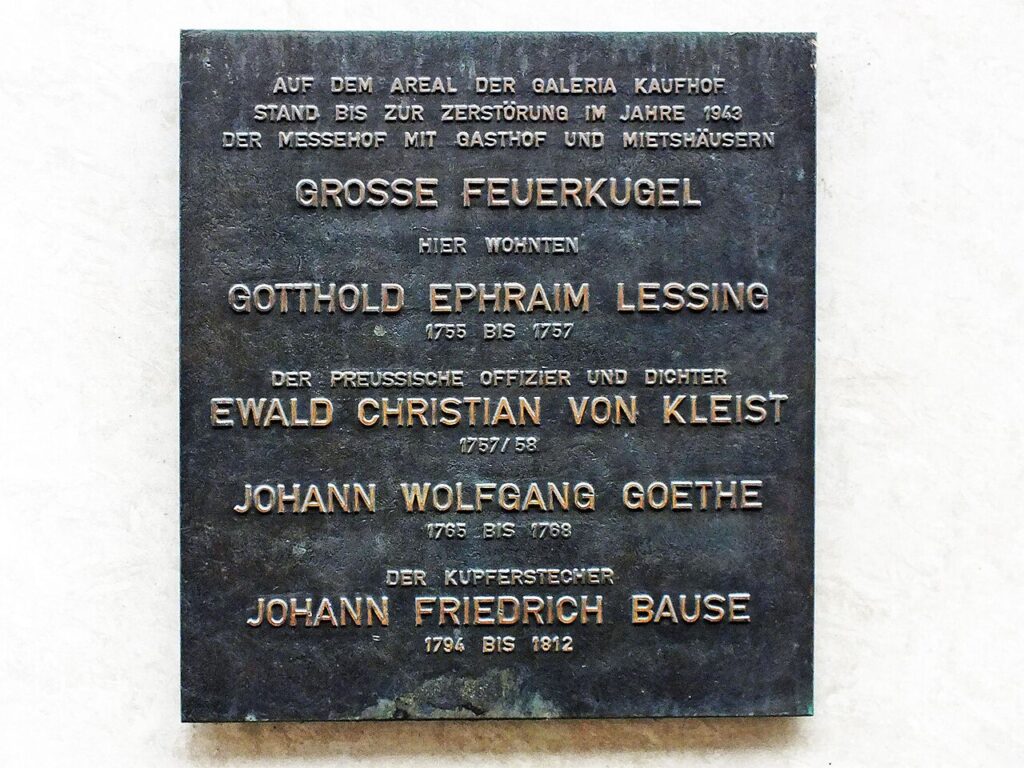 AUF DEM AREAL DER GALERIA KAUFHOF
STAND BIS ZUR ZERSTÖRUNG IM JAHRE 1943
DER MESSEHOF MIT GASTHOF UND MIETSHÄUSERN
GROSSE FEUERKUGEL
HIER WOHNTEN
GOTTHOLD EPHRAIM LESSING
1755 BIS 1757
DER PREUSSISCHE OFFIZIER UND DICHTER
EWALD CHRISTIAN VON KLEIST
1757/58
JOHANN WOLFGANG GOETHE
1765 BIS 1768
DER KUPFERSTECHER
JOHANN FRIEDRICH BAUSE
1794 BIS 1812